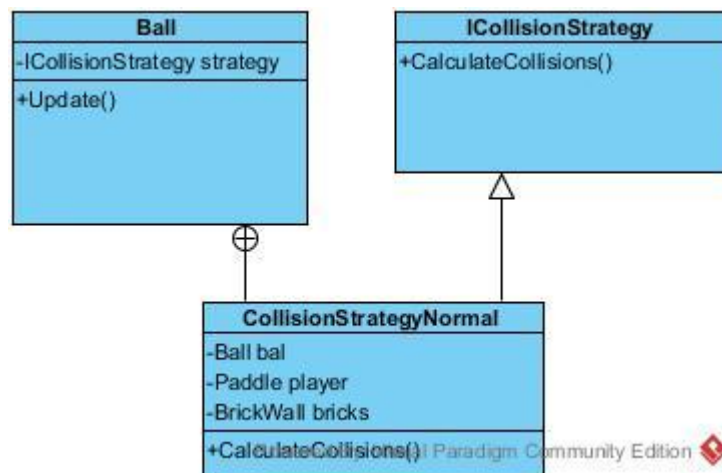 Ball
-ICollisionStrategy strategy
+Update()
ICollisionStrategy
+CalculateCollisions()
CollisionStrategyNormal
-Ball bal
-Paddle player
-BrickWall bricks
+CalculateCollisions()
Paradigm Community Edition